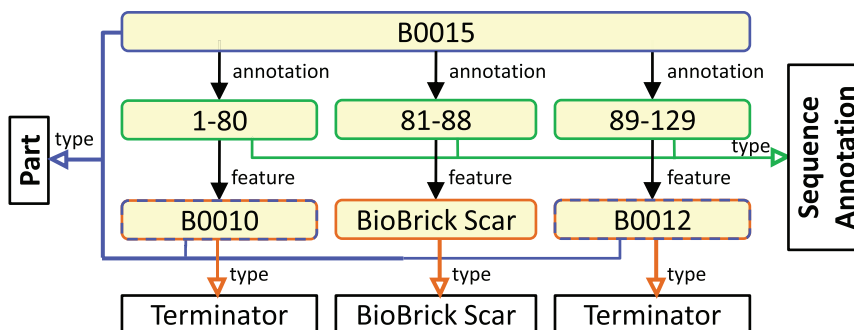 B0015
annotation
annotation
annotation
1-80
81-88
89-129
type
type
Part
Sequence
Annotation
feature
feature
feature
B0010
BioBrick Scar
B0012
type
type
type
Terminator
BioBrick Scar
Terminator